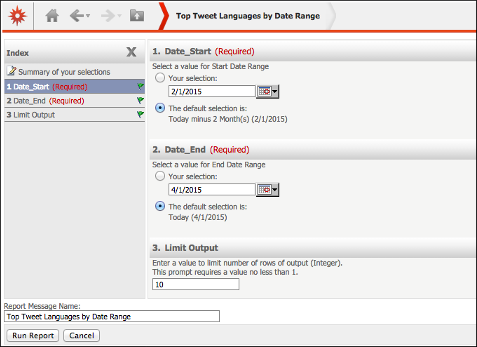 Top Tweet Languages by Date Range
Index
Summary of your selections
1 Date_Start (Required)
2 Date_End (Required)
3 Limit Output
1. Date_Start (Required)
Select a value for Start Date Range
Your selection:
2/1/2015
The default selection is:
Today minus 2 Month(s) (2/1/2015)
2. Date_End (Required)
Select a value for End Date Range
Your selection:
4/1/2015
The default selection is:
Today (4/1/2015)
3. Limit Output
Enter a value to limit number of rows of output (Integer).
This prompt requires a value no less than 1.
10
Report Message Name:
Top Tweet Languages by Date Range
Run Report Cancel